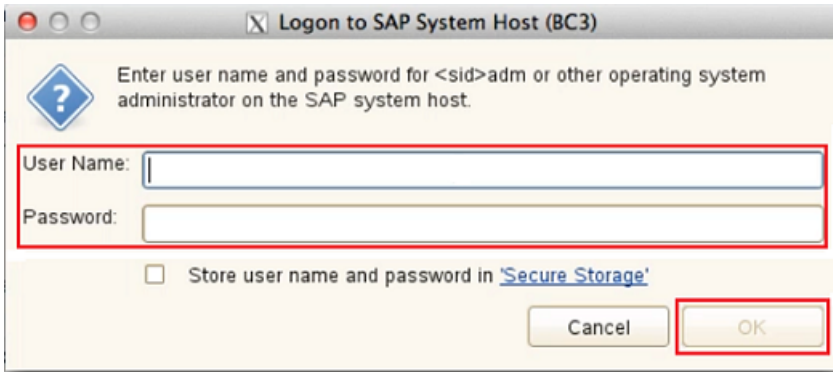 Logon to SAP System Host (BC3)
Enter user name and password for <sid>adm or other operating system
administrator on the SAP system host.
User Name:
Password:
Store user name and password in 'Secure Storage'
Cancel OK